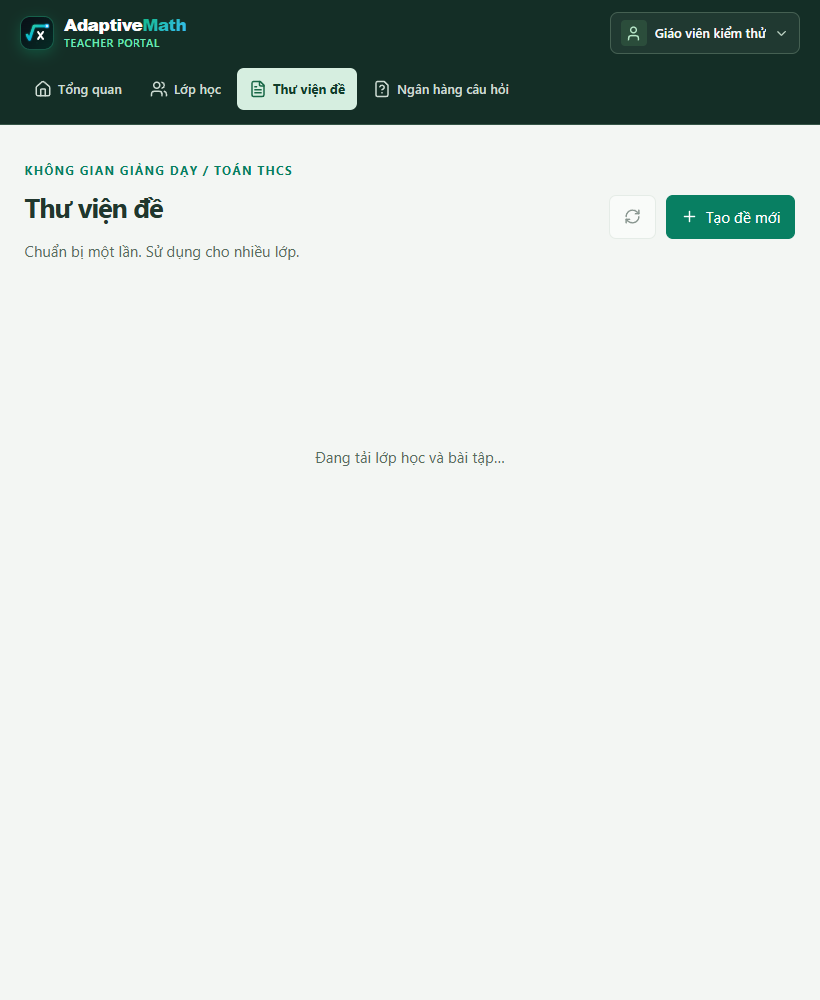 AdaptiveMath
TEACHER PORTAL
Giáo viên kiểm thử
Tổng quan
Lớp học
Thư viện đề
Ngân hàng câu hỏi
KHÔNG GIAN GIẢNG DẠY / TOÁN THCS
Thư viện đề
Tạo đề mới
Chuẩn bị một lần. Sử dụng cho nhiều lớp.
Đang tải lớp học và bài tập...